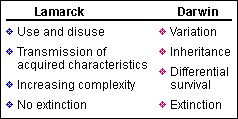 Lamarck Darwin
Use and disuse Variation
Transmission of Inheritance
acquired characteristics Differential
Increasing complexity survival
No extinction Extinction